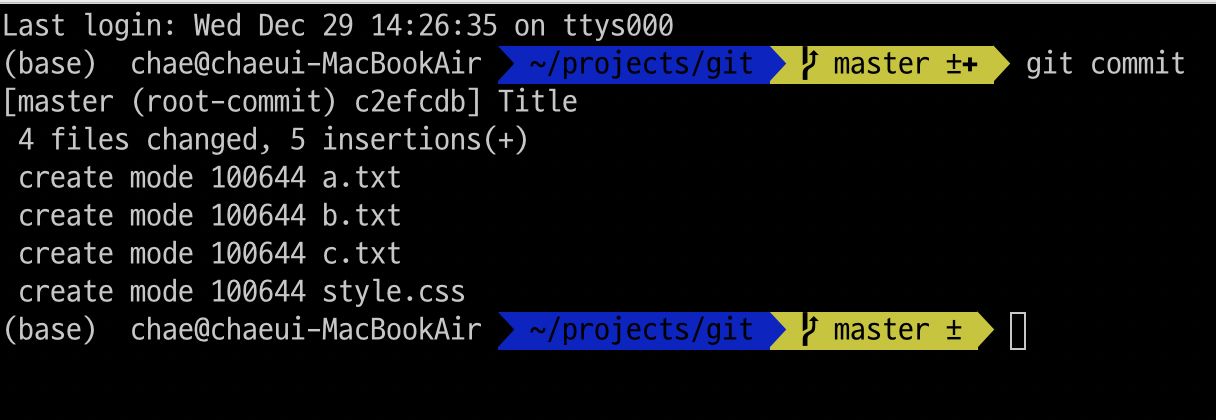 Last login: Wed Dec 29 14:26:35 on ttys000
(base)  chae@chaeui-MacBookAir  ~/projects/git  master ±✚  git commit
[master (root-commit) c2efcdb] Title
 4 files changed, 5 insertions(+)
 create mode 100644 a.txt
 create mode 100644 b.txt
 create mode 100644 c.txt
 create mode 100644 style.css
(base)  chae@chaeui-MacBookAir  ~/projects/git  master ±